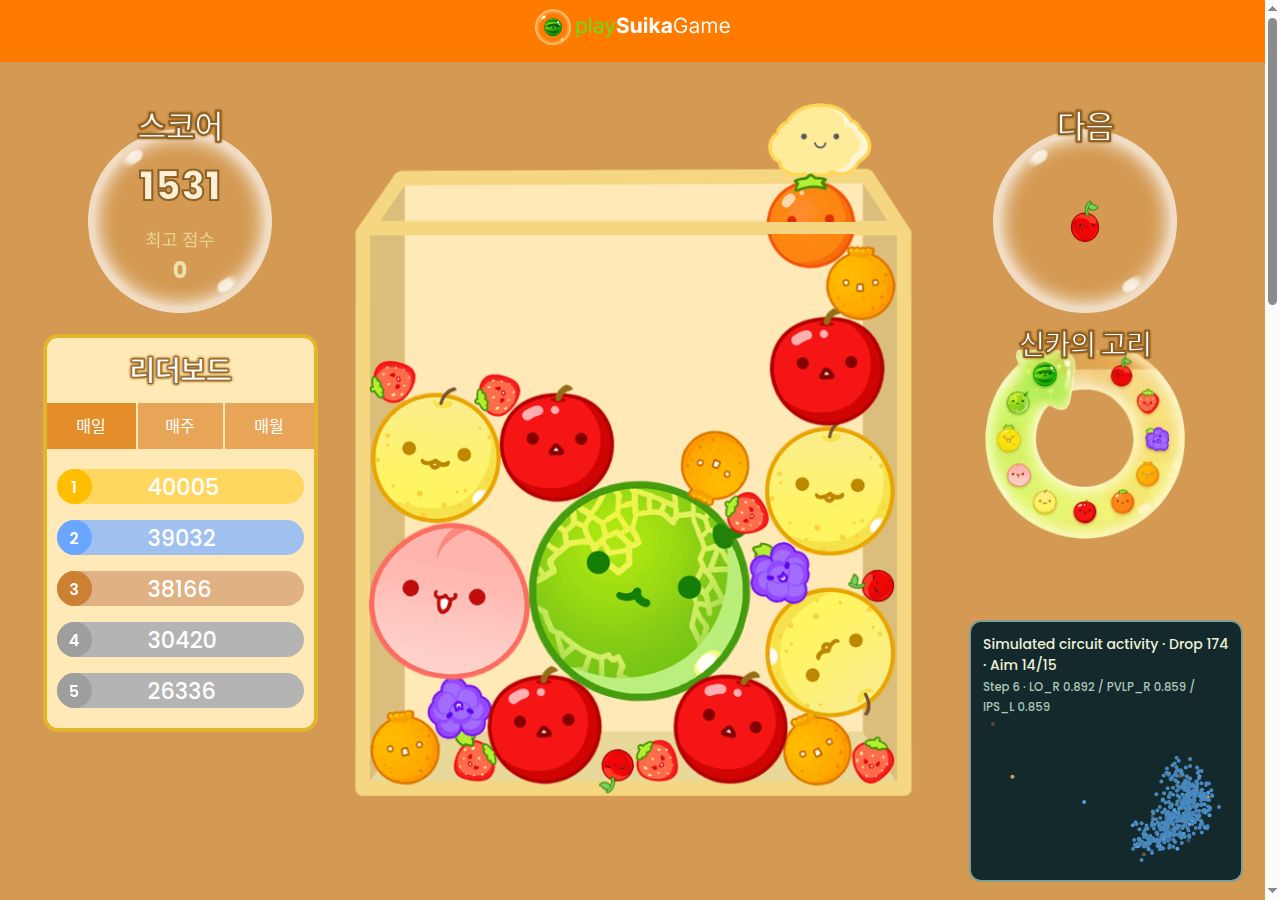 playSuikaGame
스코어
1531
최고 점수
0
다음
리더보드
매일 매주 매월
1 40005
2 39032
3 38166
4 30420
5 26336
신카의 고리
Simulated circuit activity · Drop 174
· Aim 14/15
Step 6 · LO_R 0.892 / PVLP_R 0.859 /
IPS_L 0.859